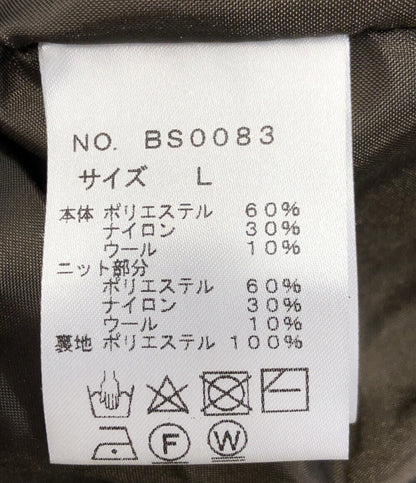 NO. BS0083
サイズ L
本体 ポリエステル 60%
ナイロン 30%
ウール 10%
ニット部分
ポリエステル 60%
ナイロン 30%
ウール 10%
裏地 ポリエステル 100%
F W